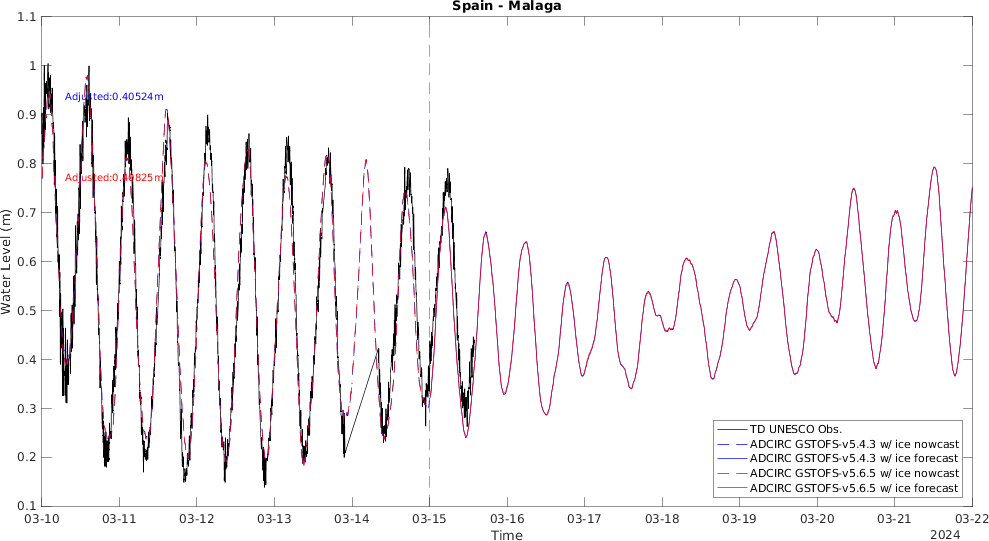 Spain - Malaga
1.1
1
0.9
0.8
0.7
0.6
0.5
0.4
0.3
0.2
0.1
Water Level (m)
Adjusted:0.40524m
Adjusted:0.40825m
TD UNESCO Obs.
ADCIRC GSTOFS-v5.4.3 w/ ice nowcast
ADCIRC GSTOFS-v5.4.3 w/ ice forecast
ADCIRC GSTOFS-v5.6.5 w/ ice nowcast
ADCIRC GSTOFS-v5.6.5 w/ ice forecast
03-10 03-11 03-12 03-13 03-14 03-15 03-16 03-17 03-18 03-19 03-20 03-21 03-22
Time
2024